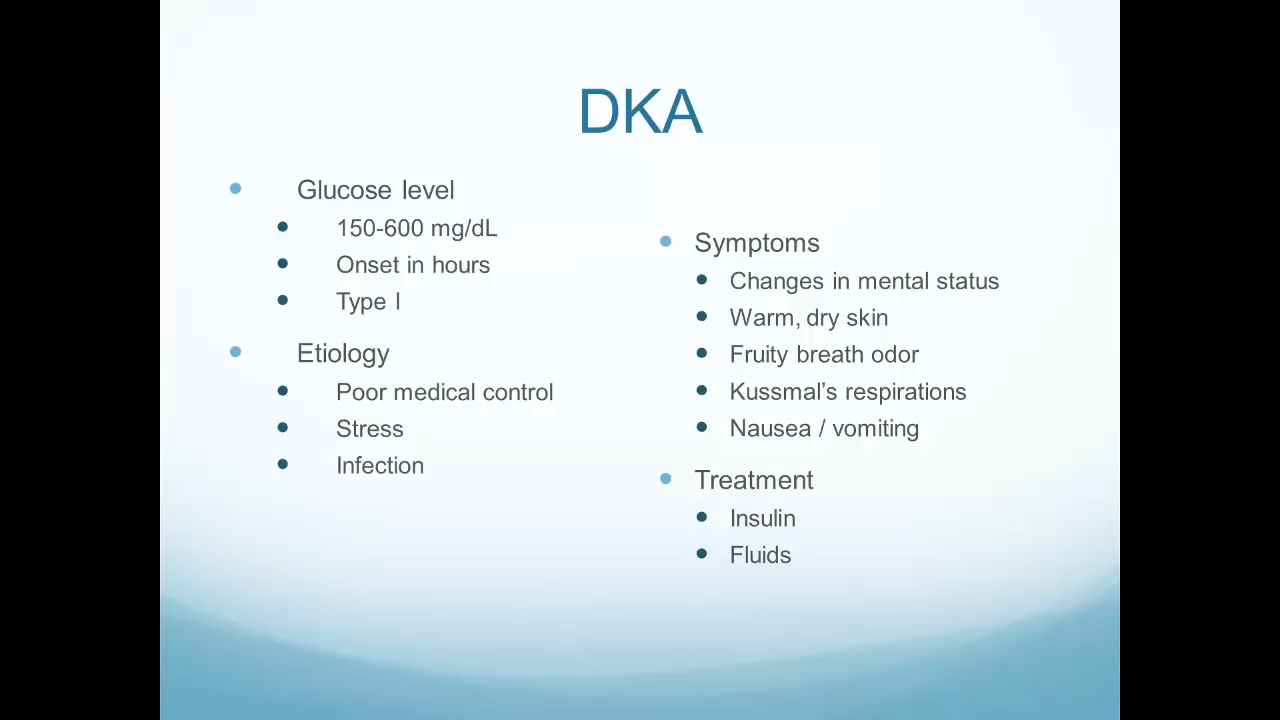 DKA
Glucose level
150-600 mg/dL
Onset in hours
Type I
Etiology
Poor medical control
Stress
Infection
Symptoms
Changes in mental status
Warm, dry skin
Fruity breath odor
Kussmal’s respirations
Nausea / vomiting
Treatment
Insulin
Fluids